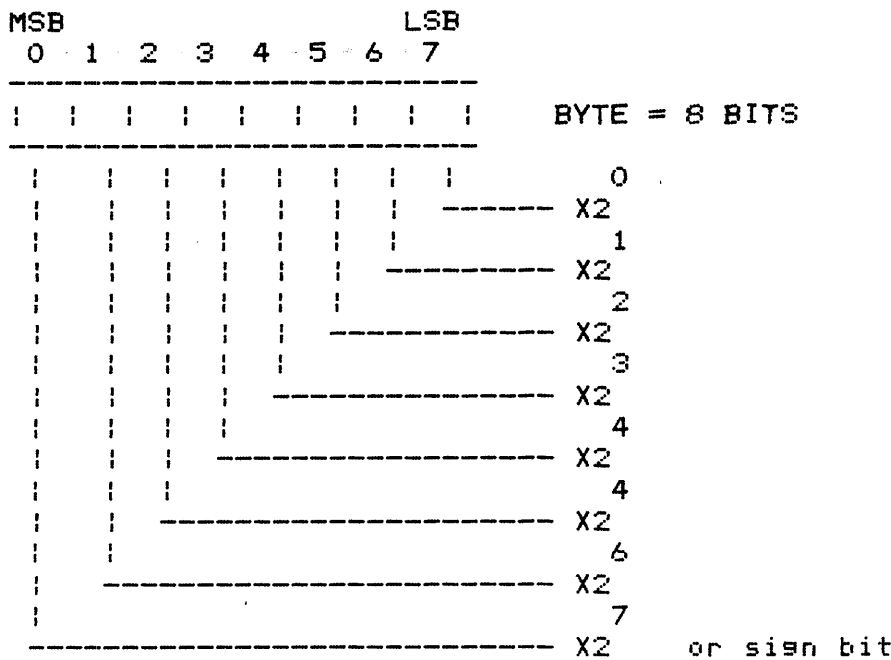 MSB LSB
0 1 2 3 4 5 6 7
BYTE = 8 BITS
0
X2
1
X2
2
X2
3
X2
4
X2
4
X2
6
X2
7
X2 or sign bit